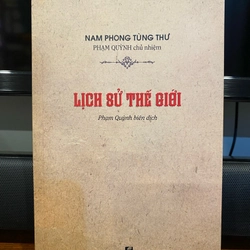 NAM PHONG TÙNG THƯ
PHẠM QUỲNH chủ nhiệm
LỊCH SỬ THẾ GIỚI
Phạm Quỳnh biên dịch